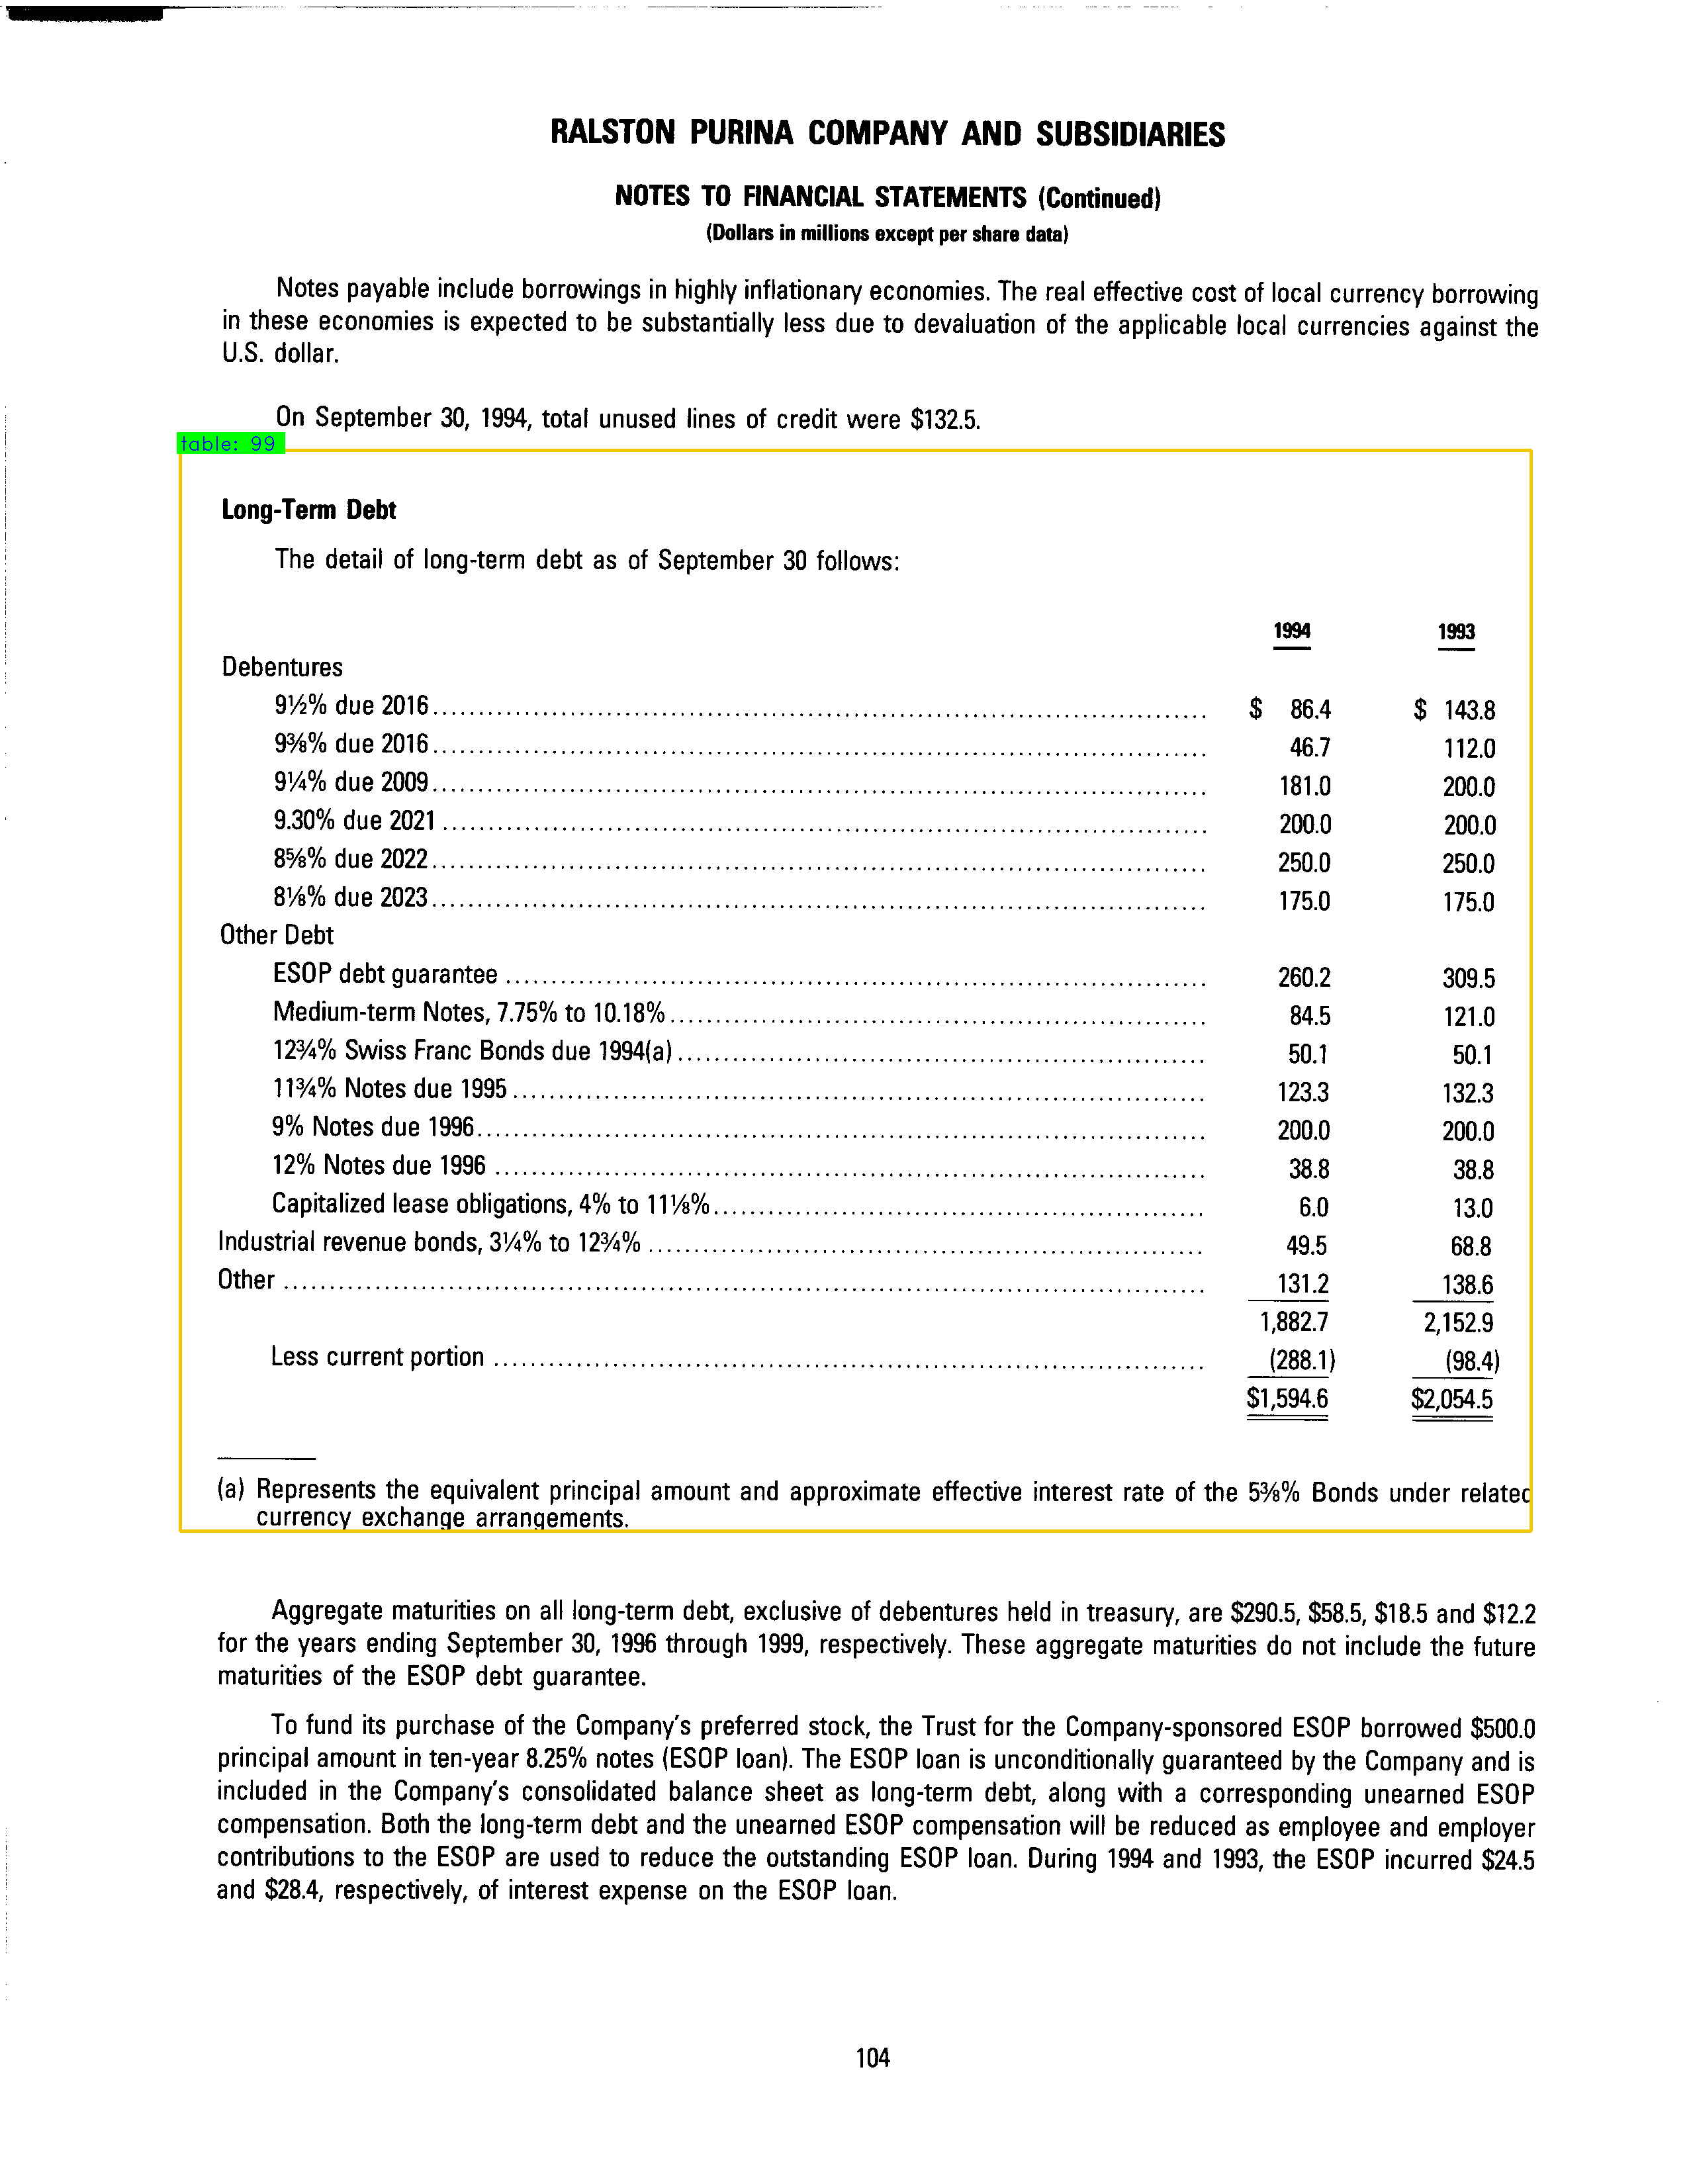 RALSTON PURINA COMPANY AND SUBSIDIARIES
NOTES TO FINANCIAL STATEMENTS (Continued)
(Dollars in millions except per share data)
Notes payable include borrowings in highly inflationary economies. The real effective cost of local currency borrowing
in these economies is expected to be substantially less due to devaluation of the applicable local currencies against the
U.S. dollar.
On September 30, 1994, total unused lines of credit were $132.5.
table: 99
Long-Term Debt
The detail of long-term debt as of September 30 follows:
1994 1993
Debentures
9½% due 2016 $ 86.4 $ 143.8
9⅜% due 2016 46.7 112.0
9¼% due 2009 181.0 200.0
9.30% due 2021 200.0 200.0
8⅝% due 2022 250.0 250.0
8⅛% due 2023 175.0 175.0
Other Debt
ESOP debt guarantee 260.2 309.5
Medium-term Notes, 7.75% to 10.18% 84.5 121.0
12¾% Swiss Franc Bonds due 1994(a) 50.1 50.1
11¾% Notes due 1995 123.3 132.3
9% Notes due 1996 200.0 200.0
12% Notes due 1996 38.8 38.8
Capitalized lease obligations, 4% to 11⅛% 6.0 13.0
Industrial revenue bonds, 3¼% to 12¾% 49.5 68.8
Other 131.2 138.6
1,882.7 2,152.9
Less current portion (288.1) (98.4)
$1,594.6 $2,054.5
(a) Represents the equivalent principal amount and approximate effective interest rate of the 5⅜% Bonds under related
currency exchange arrangements.
Aggregate maturities on all long-term debt, exclusive of debentures held in treasury, are $290.5, $58.5, $18.5 and $12.2
for the years ending September 30, 1996 through 1999, respectively. These aggregate maturities do not include the future
maturities of the ESOP debt guarantee.
To fund its purchase of the Company's preferred stock, the Trust for the Company-sponsored ESOP borrowed $500.0
principal amount in ten-year 8.25% notes (ESOP loan). The ESOP loan is unconditionally guaranteed by the Company and is
included in the Company's consolidated balance sheet as long-term debt, along with a corresponding unearned ESOP
compensation. Both the long-term debt and the unearned ESOP compensation will be reduced as employee and employer
contributions to the ESOP are used to reduce the outstanding ESOP loan. During 1994 and 1993, the ESOP incurred $24.5
and $28.4, respectively, of interest expense on the ESOP loan.
104